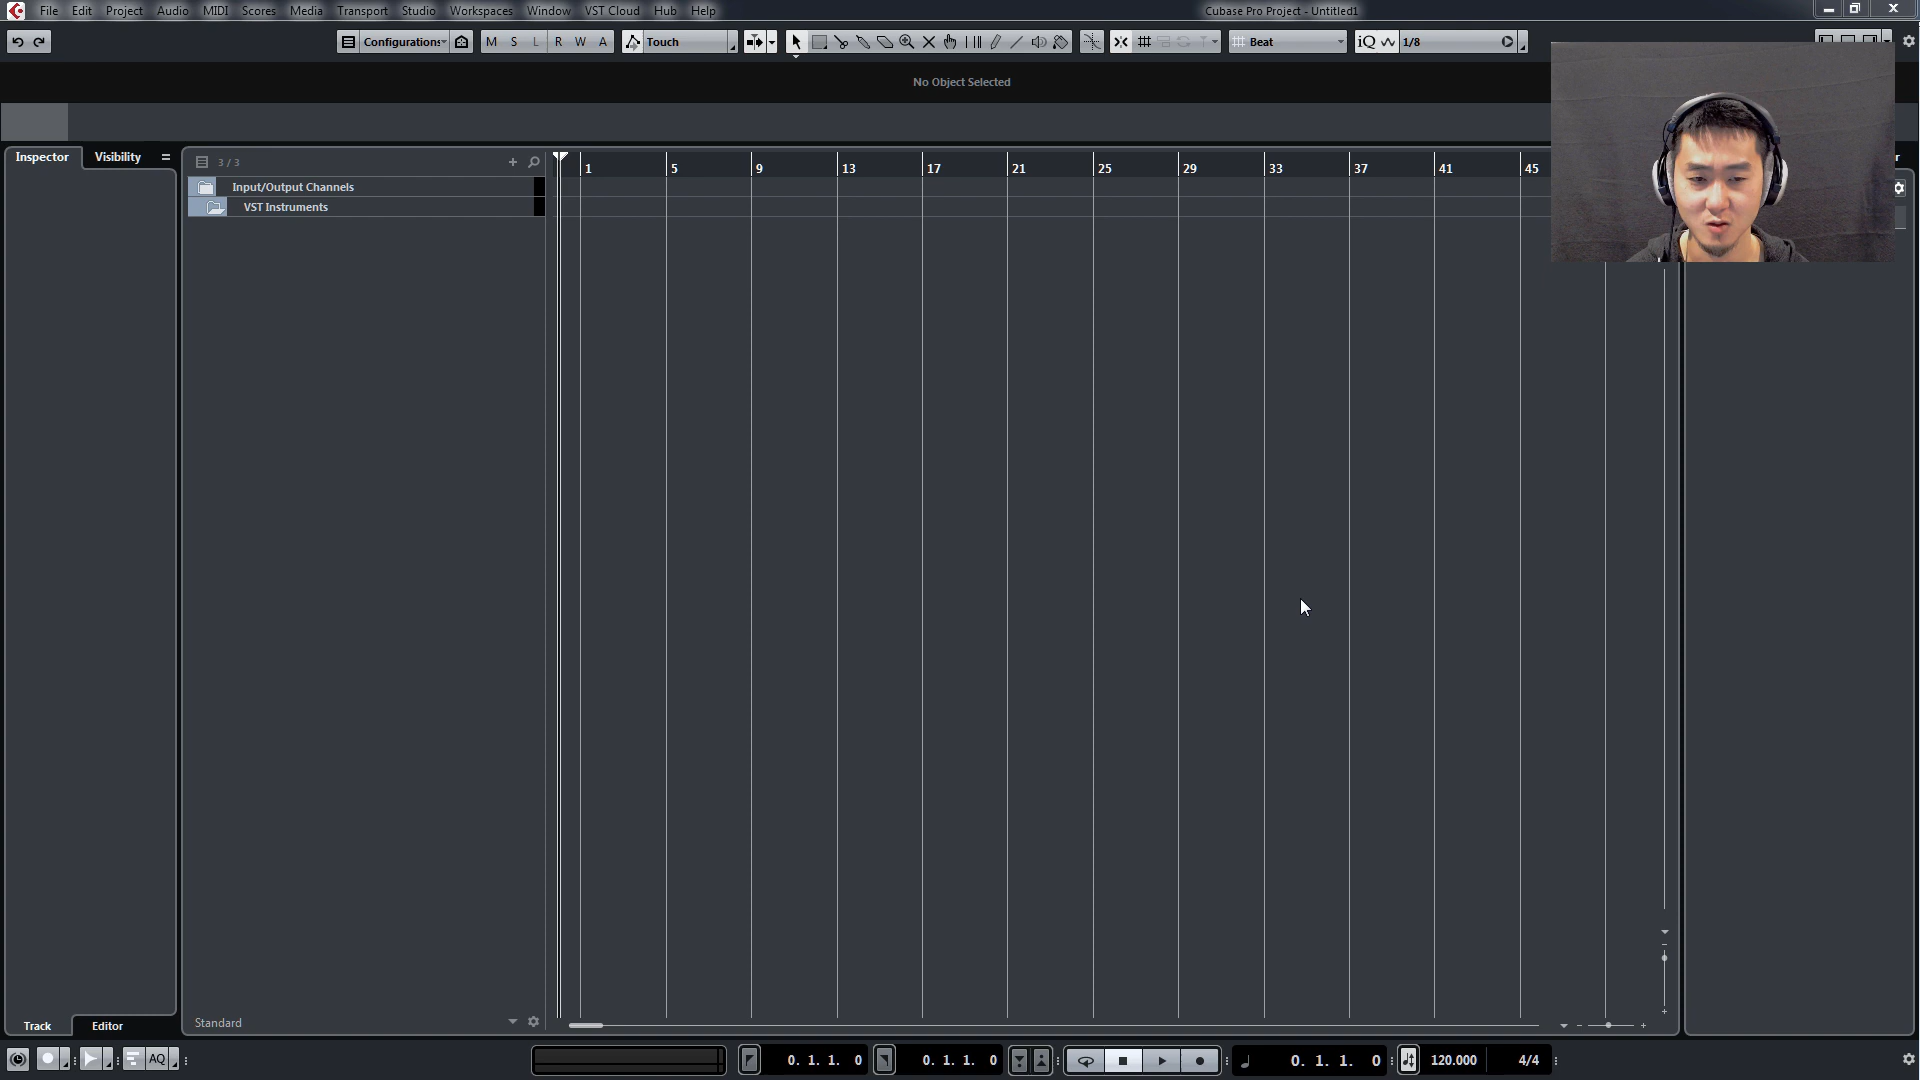 File Edit Project Audio MIDI Scores Media Transport Studio Workspaces Window VST Cloud Hub Help Cubase Pro Project - Untitled1
Configurations M S L R W A Touch Beat iQ 1/8
No Object Selected
Inspector Visibility 3 / 3 1 5 9 13 17 21 25 29 33 37 41 45
Input/Output Channels
VST Instruments
Standard
Track Editor
AQ 0. 1. 1. 0 0. 1. 1. 0 0. 1. 1. 0 120.000 4/4